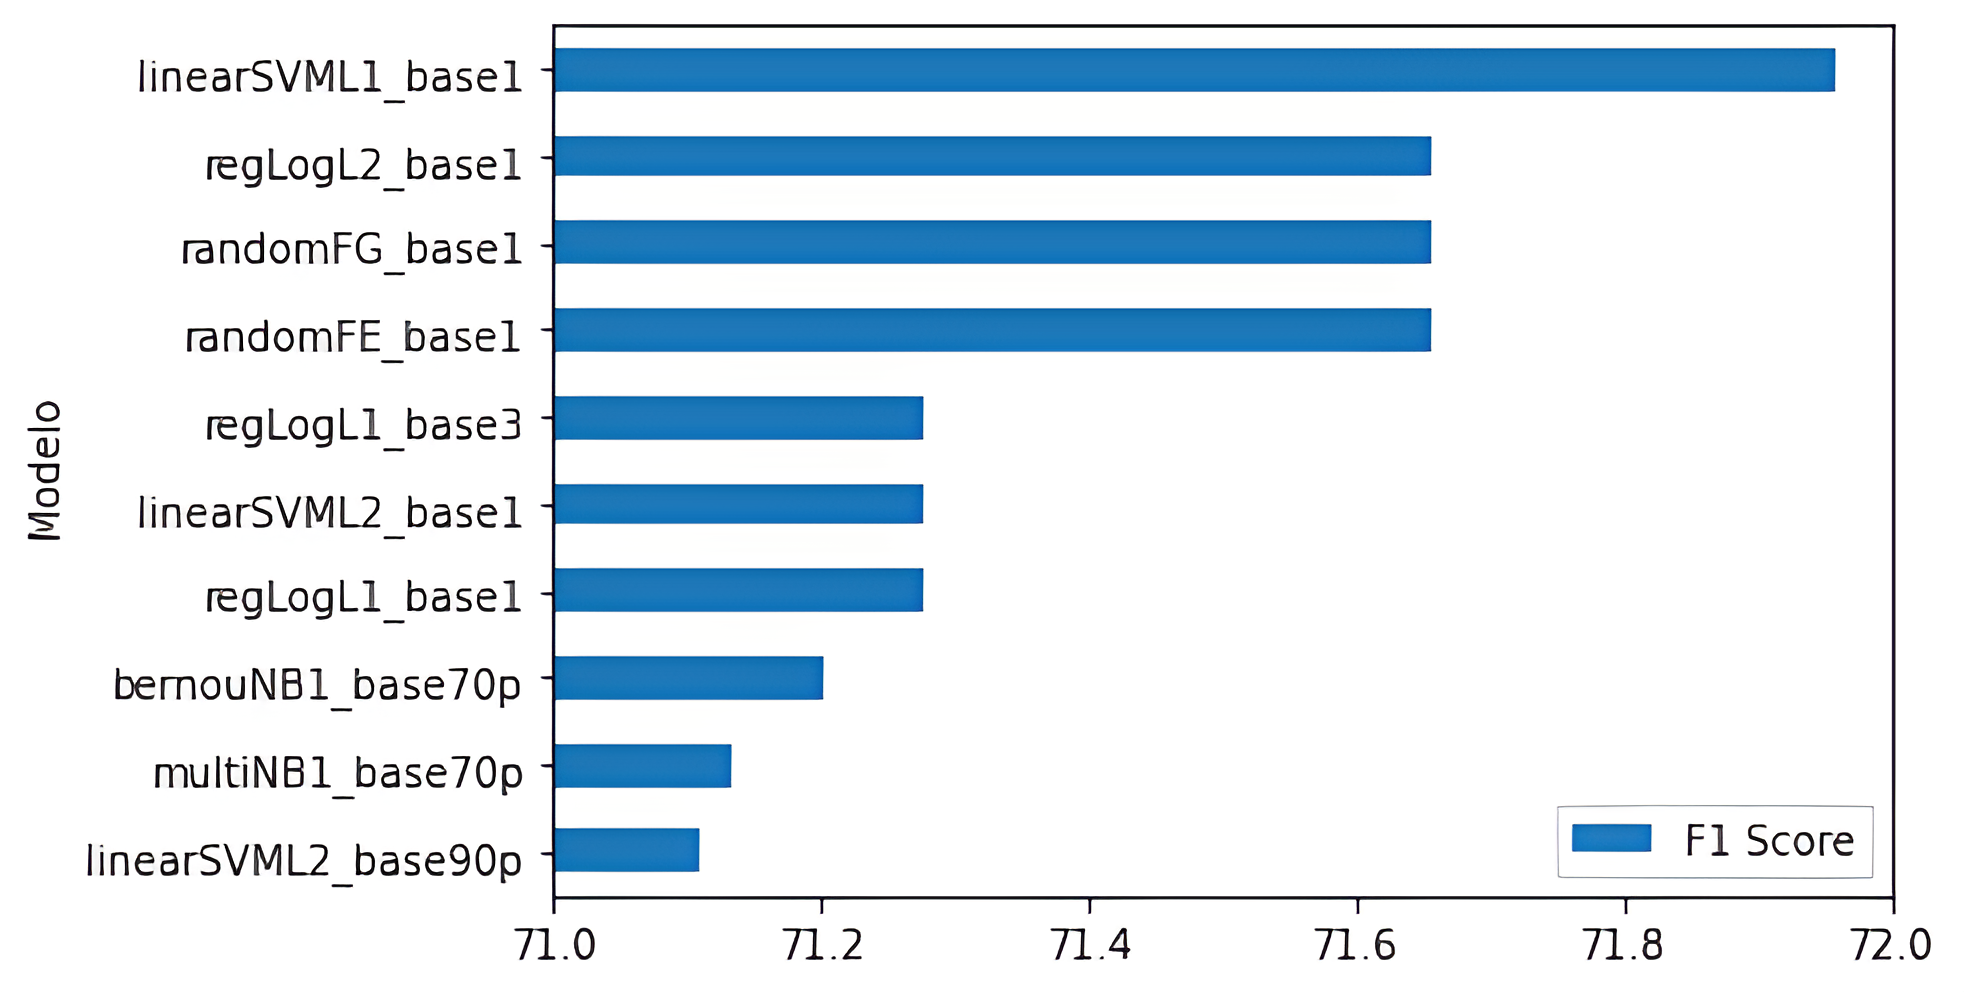 linearSVML1_base1
regLogL2_base1
randomFG_base1
randomFE_base1
regLogL1_base3
linearSVML2_base1
regLogL1_base1
bernouNB1_base70p
multiNB1_base70p
linearSVML2_base90p
Modelo
F1 Score
71.0 71.2 71.4 71.6 71.8 72.0